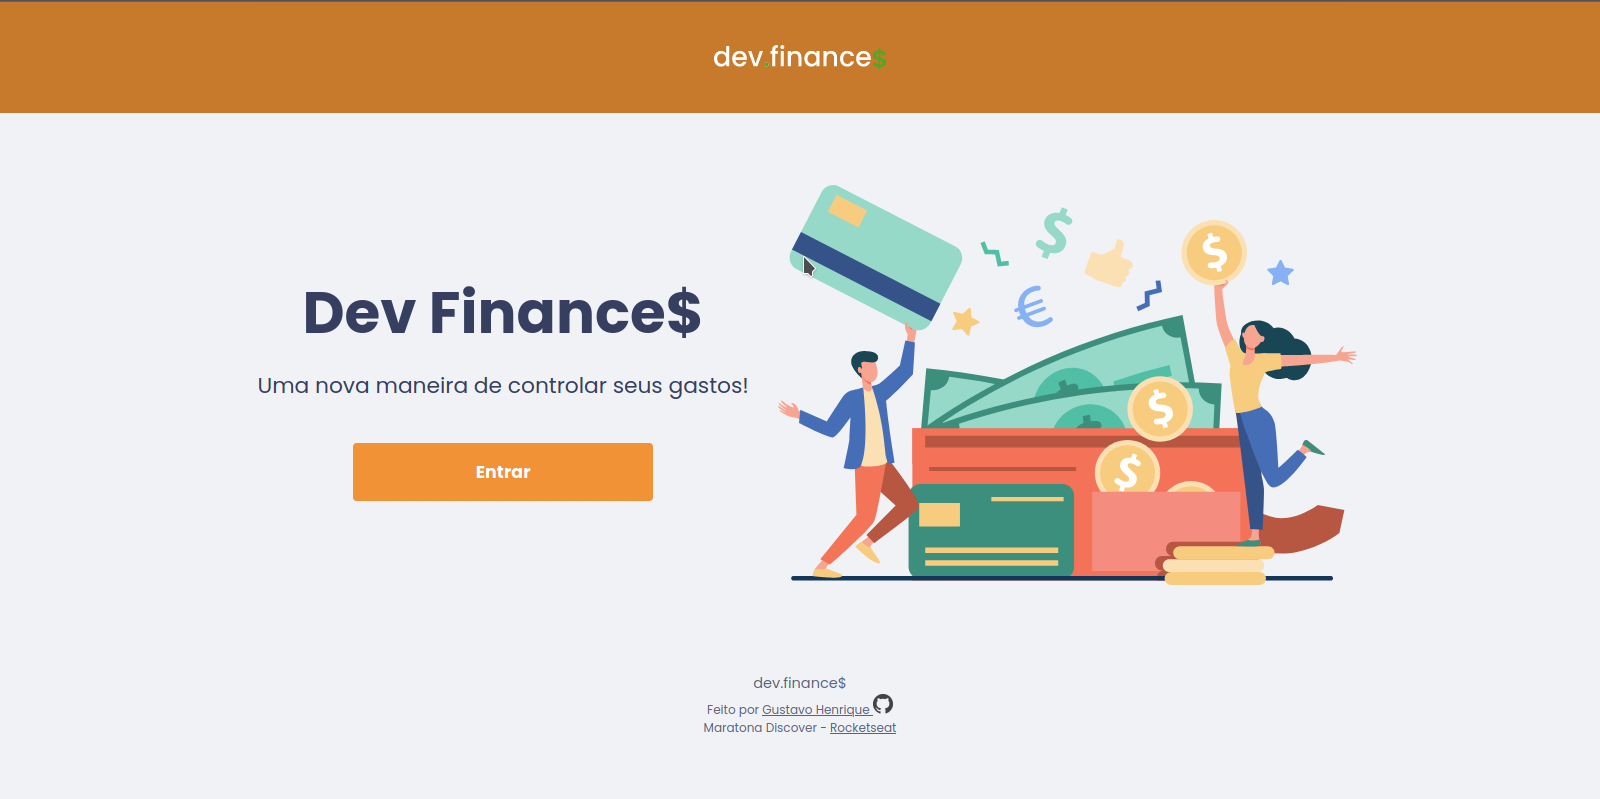 dev.finance$
Dev Finance$
Uma nova maneira de controlar seus gastos!
Entrar
dev.finance$
Feito por Gustavo Henrique
Maratona Discover - Rocketseat